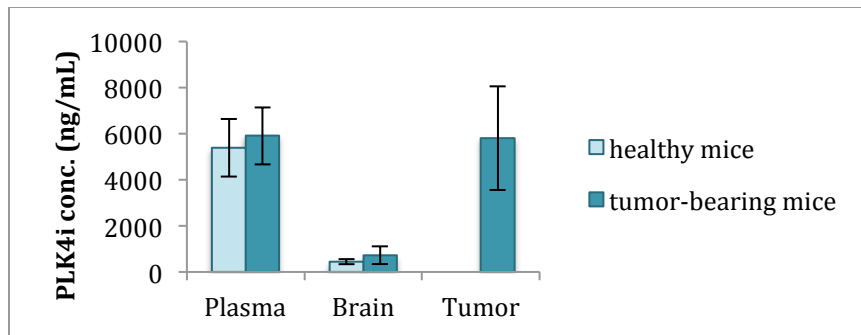 PLK4i conc. (ng/mL)
10000
8000
6000
4000
2000
0
Plasma Brain Tumor
healthy mice
tumor-bearing mice